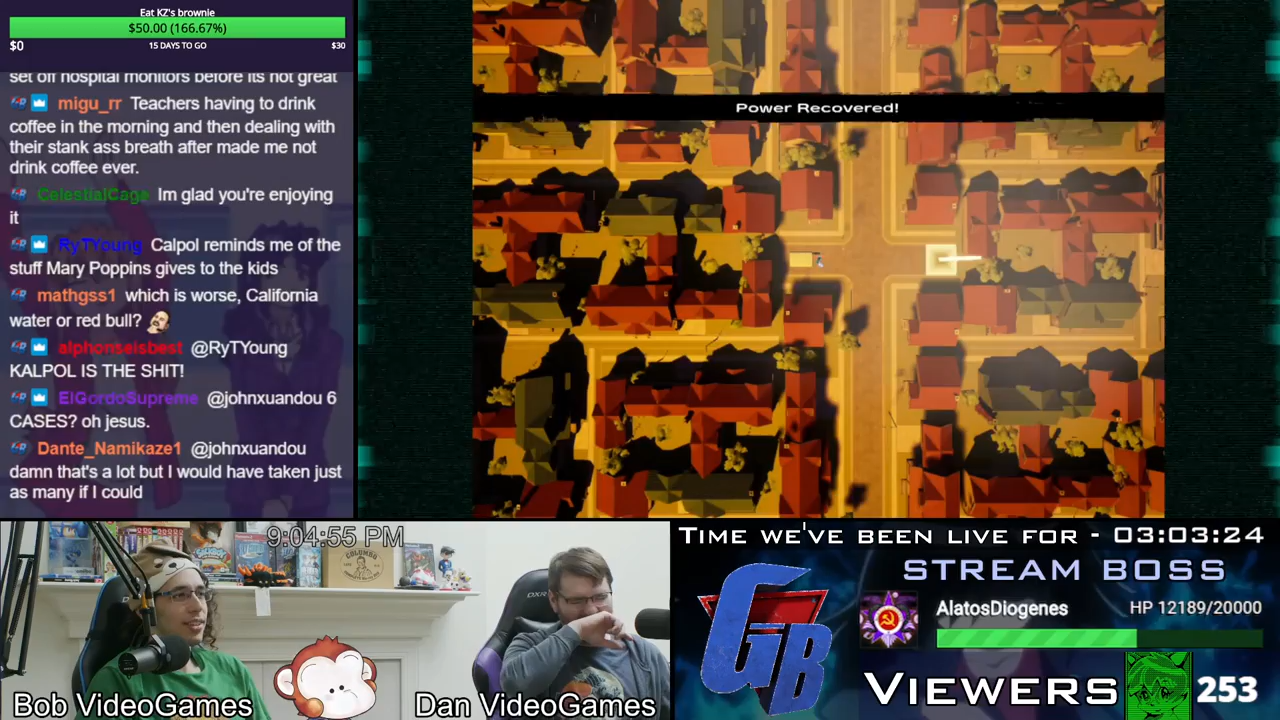 Eat KZ's brownie
$50.00 (166.67%)
$0
15 DAYS TO GO
$30
set off hospital monitors before its not great
migu_rr Teachers having to drink
coffee in the morning and then dealing with
their stank ass breath after made me not
drink coffee ever.
CelestialCage Im glad you're enjoying
it
RyTYoung Calpol reminds me of the
stuff Mary Poppins gives to the kids
mathgss1 which is worse, California
water or red bull?
alphonseisbest @RyTYoung
KALPOL IS THE SHIT!
ElGordoSupreme @johnxuandou 6
CASES? oh jesus.
Dante_Namikaze1 @johnxuandou
damn that's a lot but I would have taken just
as many if I could
Power Recovered!
9:04:55 PM
COLUMBO
DXR
Bob VideoGames
Dan VideoGames
TIME WE'VE BEEN LIVE FOR - 03:03:24
STREAM BOSS
AlatosDiogenes
HP 12189/20000
GB
VIEWERS
253